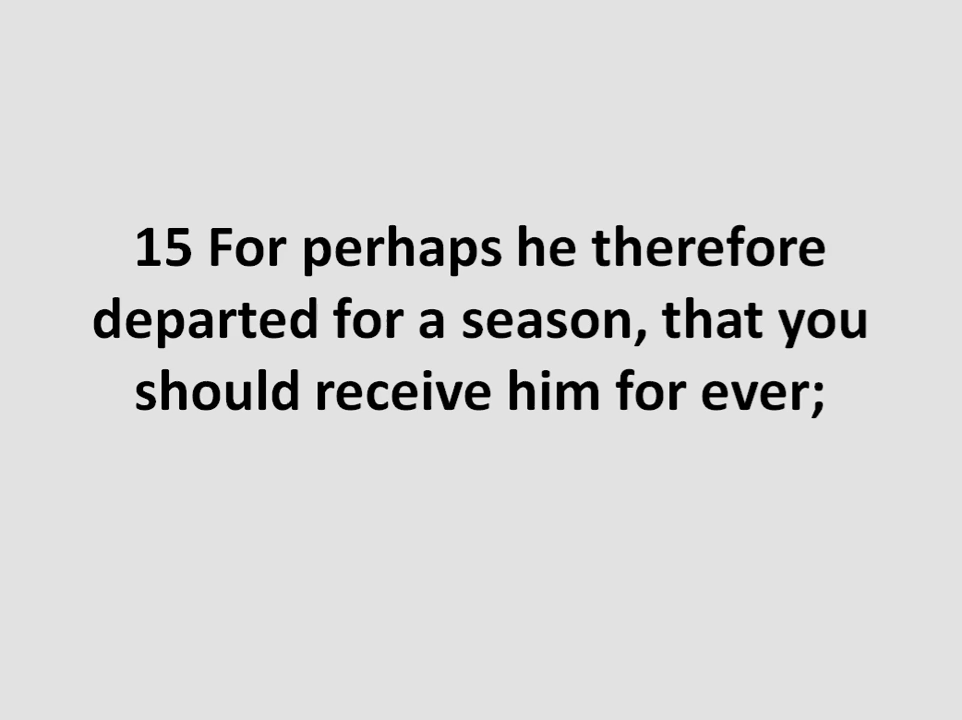 15 For perhaps he therefore
departed for a season, that you
should receive him for ever;